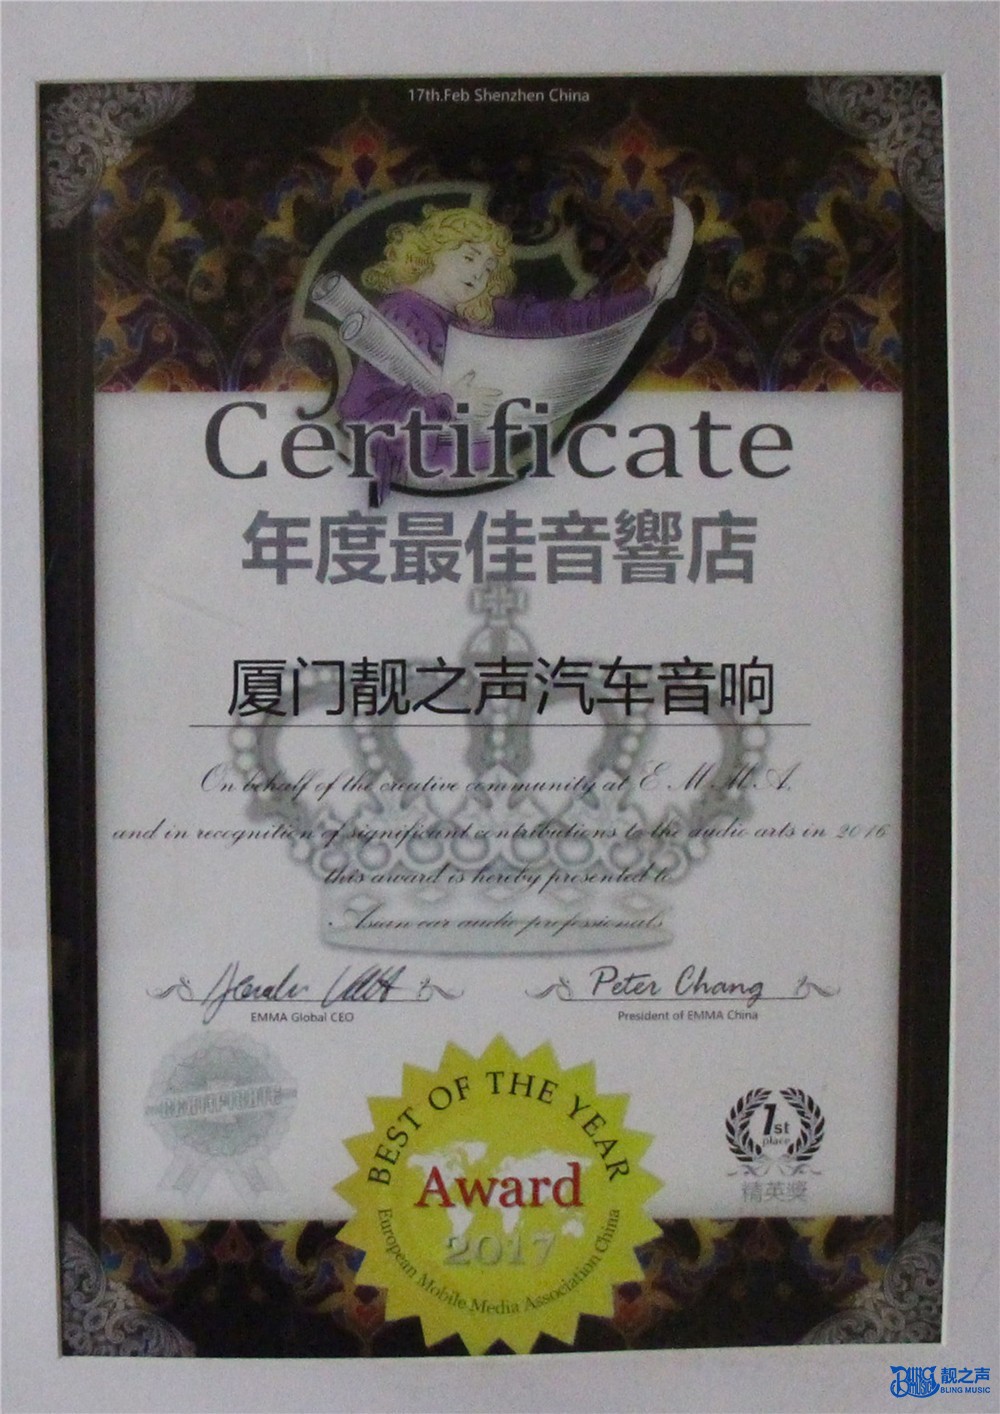 17th.Feb Shenzhen China
Certificate
年度最佳音響店
厦门靓之声汽车音响
On behalf of the creative community at E.M.M.A.
and in recognition of significant contributions to the audio arts in 2016
this award is hereby presented to
Asian car audio professionals
Peter Chang
EMMA Global CEO
President of EMMA China
BEST OF THE YEAR
Award
2017
European Mobile Media Association China
1st
place
精英獎
BLING MUSIC
靓之声
BLING MUSIC